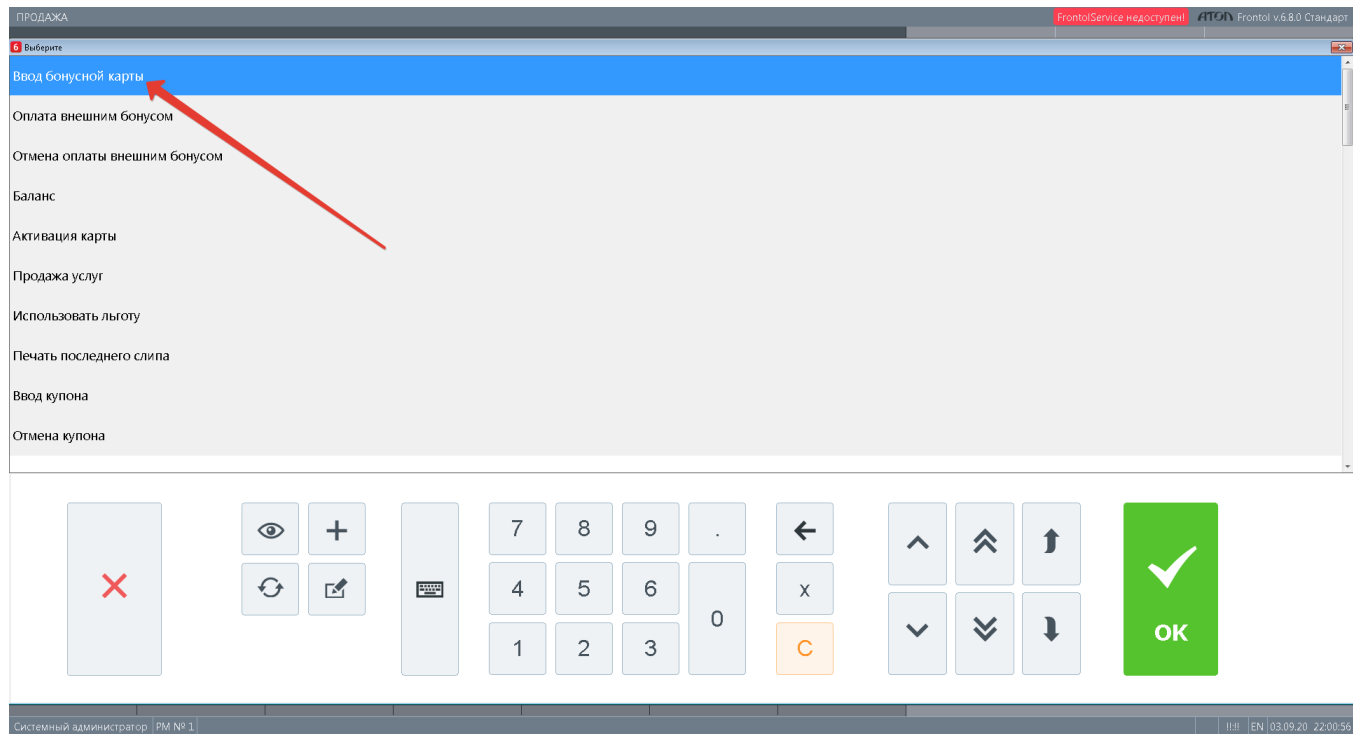 ПРОДАЖА
FrontolService недоступен! ATOL Frontol v.6.8.0 Стандарт
6 Выберите
Ввод бонусной карты
Оплата внешним бонусом
Отмена оплаты внешним бонусом
Баланс
Активация карты
Продажа услуг
Использовать льготу
Печать последнего слипа
Ввод купона
Отмена купона
7 8 9 .
4 5 6 0 x
1 2 3 C
OK
Системный администратор РМ № 1 !!:!! EN 03.09.20 22:00:56